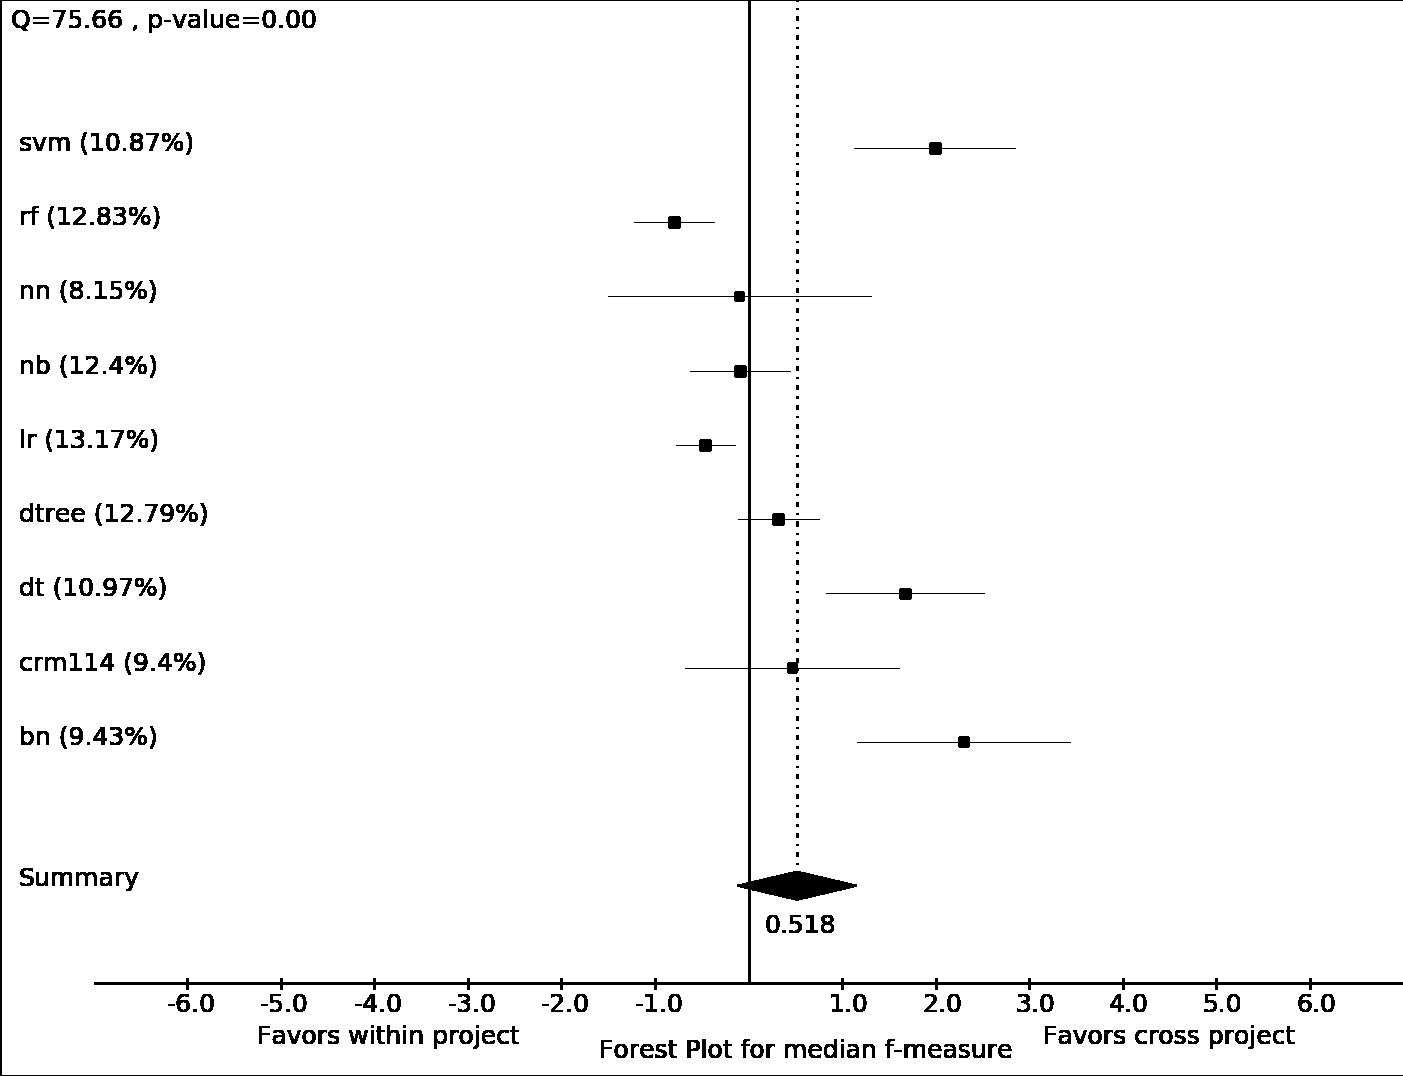 Q=75.66 , p-value=0.00
svm (10.87%)
rf (12.83%)
nn (8.15%)
nb (12.4%)
lr (13.17%)
dtree (12.79%)
dt (10.97%)
crm114 (9.4%)
bn (9.43%)
Summary
0.518
-6.0 -5.0 -4.0 -3.0 -2.0 -1.0 1.0 2.0 3.0 4.0 5.0 6.0
Favors within project Favors cross project
Forest Plot for median f-measure